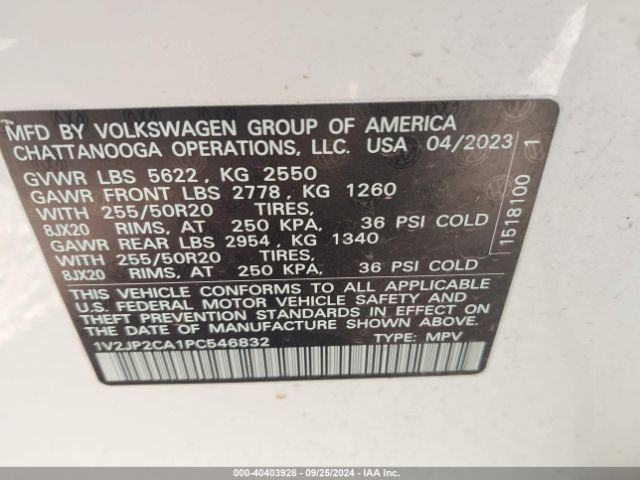 MFD BY VOLKSWAGEN GROUP OF AMERICA
CHATTANOOGA OPERATIONS, LLC. USA 04/2023
GVWR LBS 5622 , KG 2550
GAWR FRONT LBS 2778 , KG 1260
WITH 255/50R20 TIRES,
8JX20 RIMS, AT 250 KPA, 36 PSI COLD
GAWR REAR LBS 2954 , KG 1340
WITH 255/50R20 TIRES,
8JX20 RIMS, AT 250 KPA, 36 PSI COLD
THIS VEHICLE CONFORMS TO ALL APPLICABLE
U.S. FEDERAL MOTOR VEHICLE SAFETY AND
THEFT PREVENTION STANDARDS IN EFFECT ON
THE DATE OF MANUFACTURE SHOWN ABOVE.
1V2JP2CA1PC546832 TYPE: MPV
1518100 1
000-40403928 - 09/25/2024 - IAA Inc.